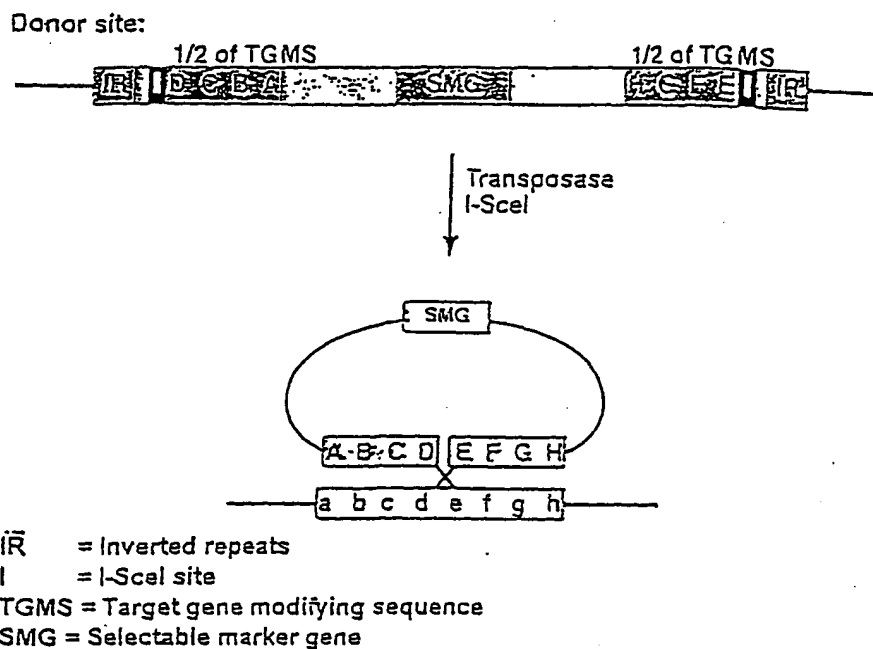 Donor site:
1/2 of TGMS 1/2 of TGMS
IR D C B A SMG H G F E IR
Transposase
I-SceI
SMG
A B C D E F G H
a b c d e f g h
IR = Inverted repeats
I = I-SceI site
TGMS = Target gene modifying sequence
SMG = Selectable marker gene